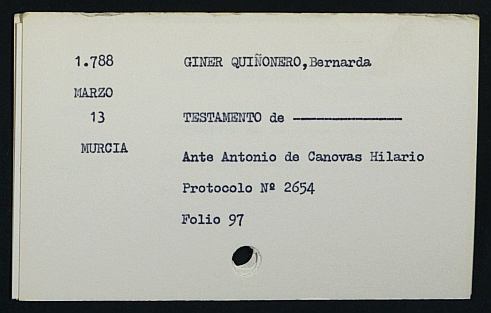 1.788 GINER QUIÑONERO,Bernarda
MARZO
13 TESTAMENTO de ----------------
MURCIA
Ante Antonio de Canovas Hilario
Protocolo Nº 2654
Folio 97